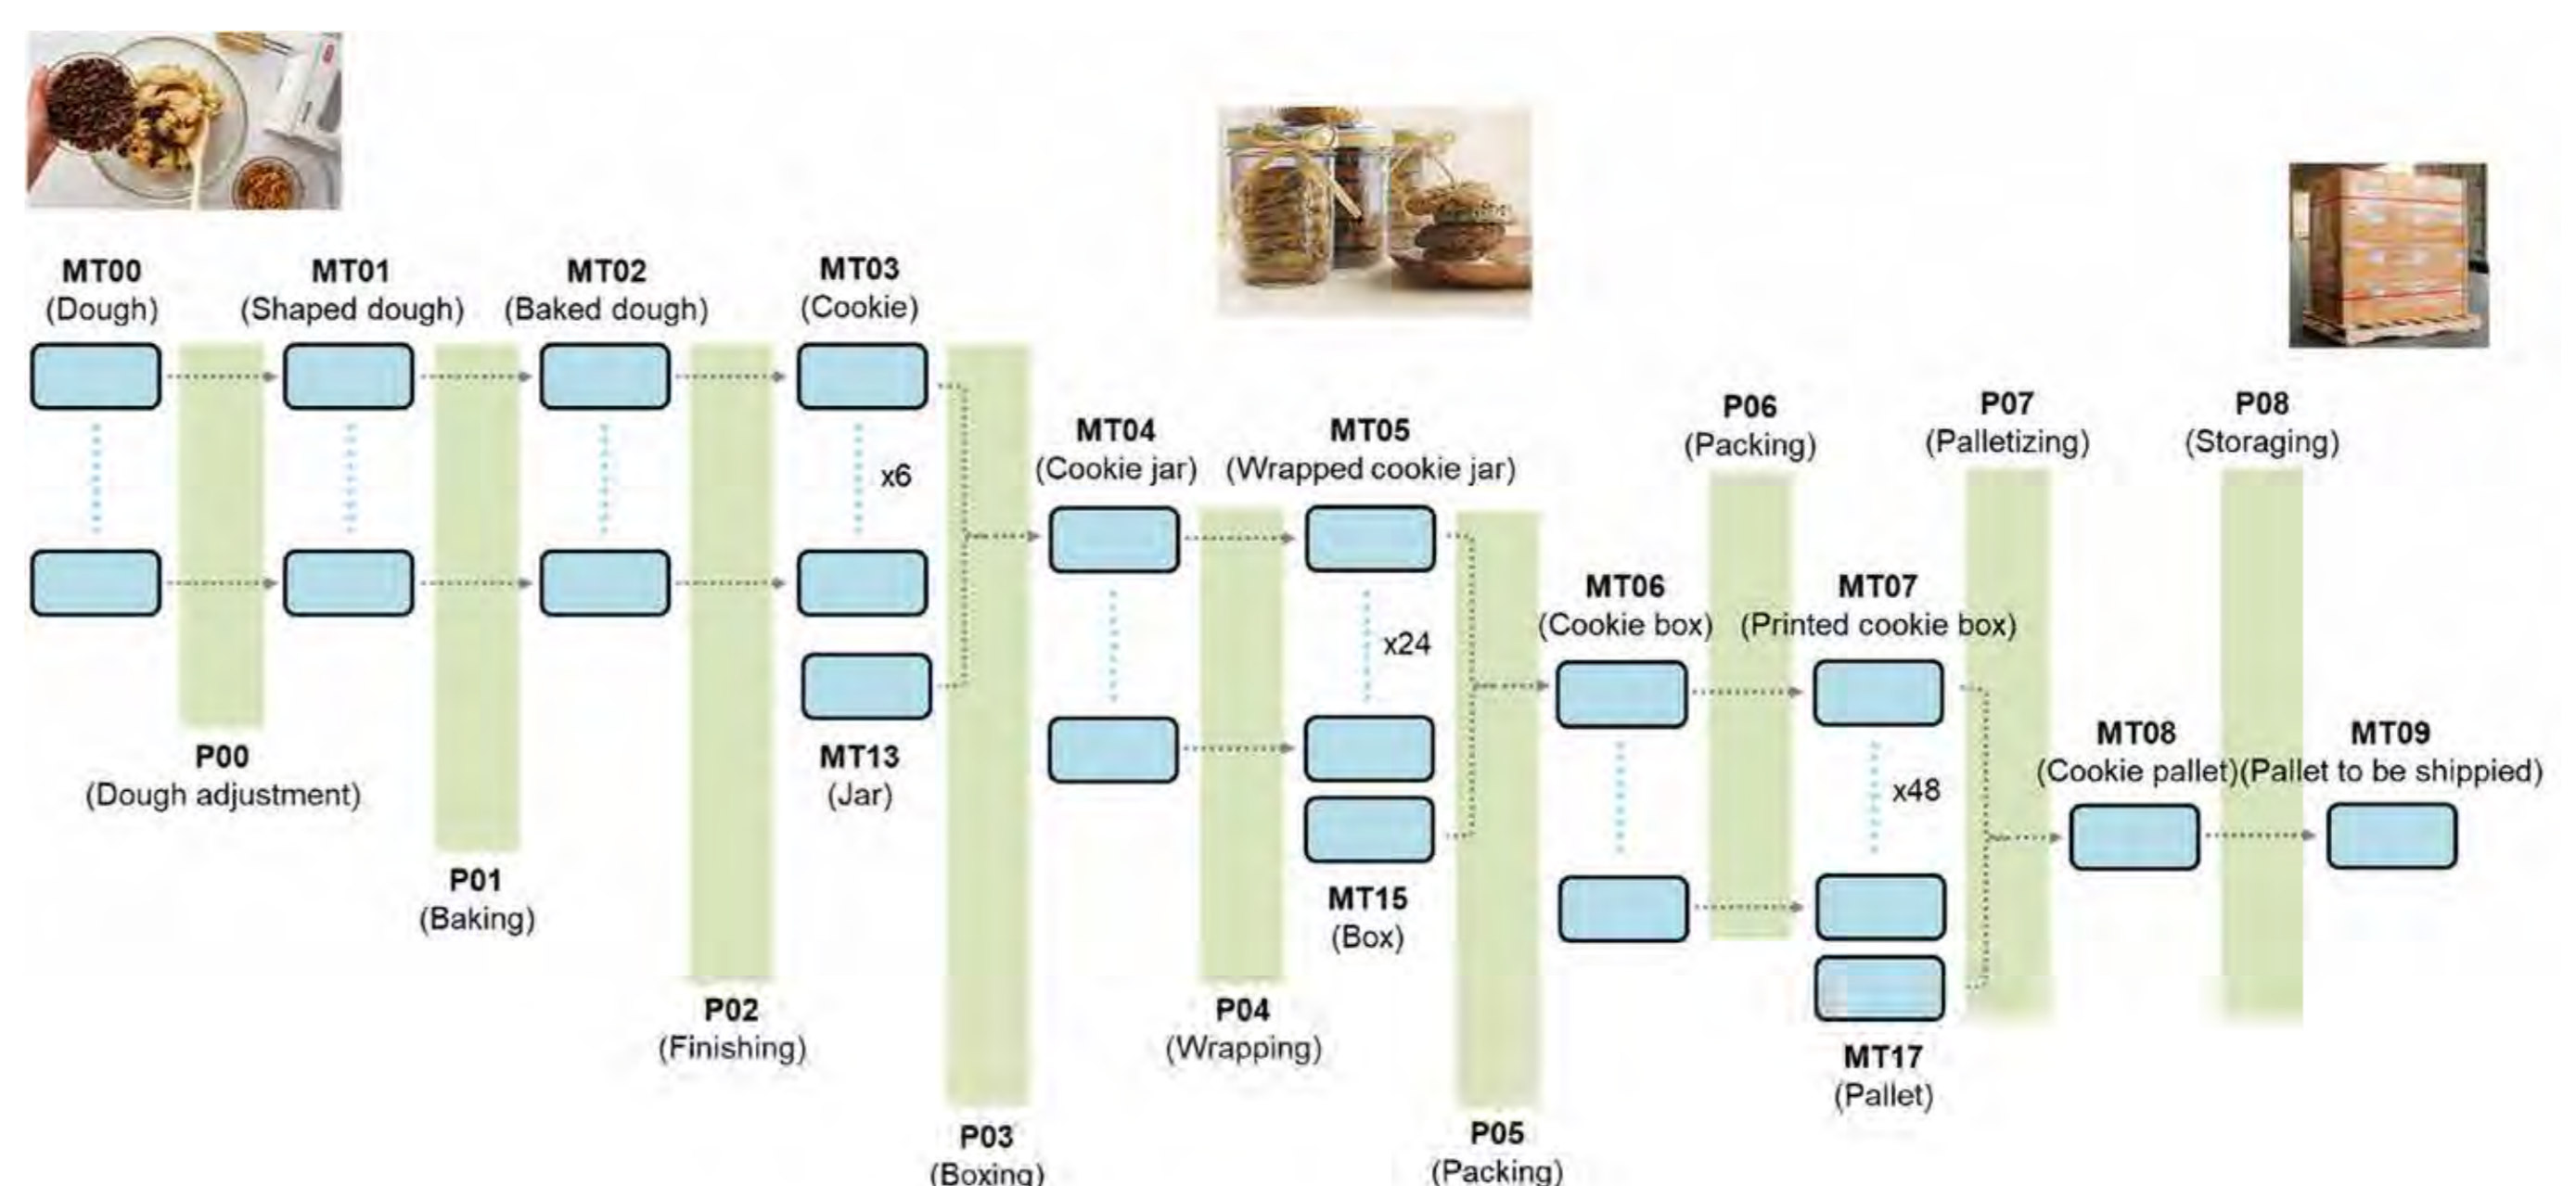 MT00
(Dough)
MT01
(Shaped dough)
MT02
(Baked dough)
MT03
(Cookie)
x6
MT13
(Jar)
P00
(Dough adjustment)
P01
(Baking)
P02
(Finishing)
P03
(Boxing)
MT04
(Cookie jar)
MT05
(Wrapped cookie jar)
x24
MT15
(Box)
P04
(Wrapping)
P05
(Packing)
MT06
(Cookie box)
P06
(Packing)
MT07
(Printed cookie box)
x48
MT17
(Pallet)
P07
(Palletizing)
MT08
(Cookie pallet)
P08
(Storaging)
MT09
(Pallet to be shippied)